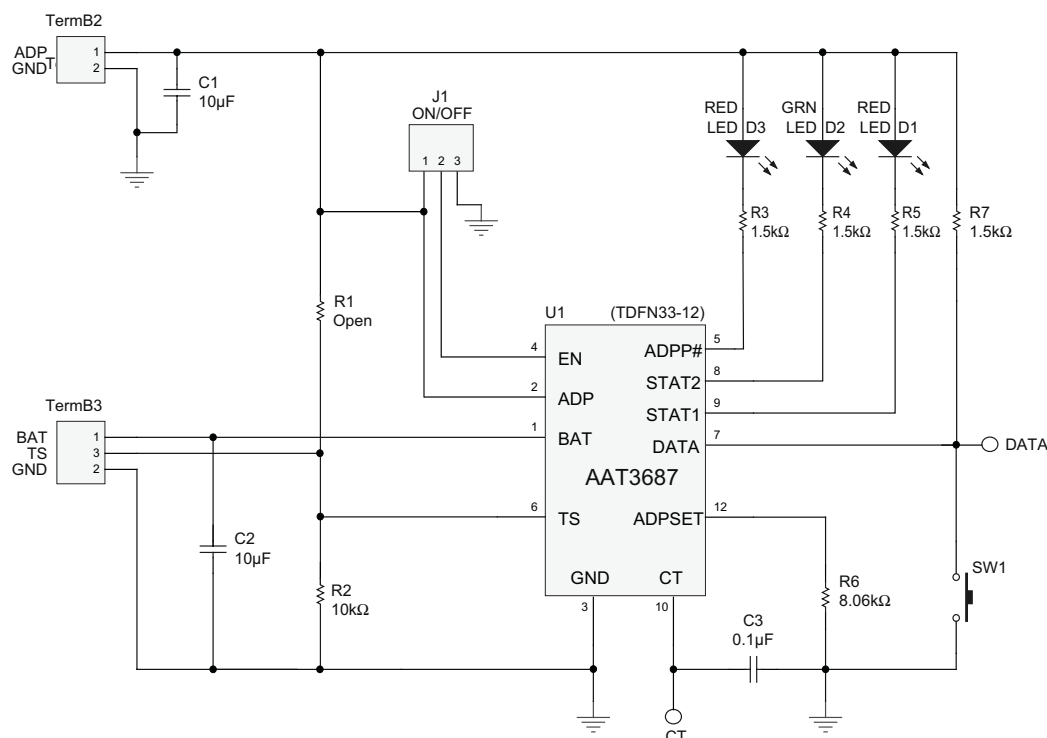 TermB2
ADP 1
GND 2
C1
10µF
J1
ON/OFF
1 2 3
RED
LED D3
GRN
LED D2
RED
LED D1
R3
1.5kΩ
R4
1.5kΩ
R5
1.5kΩ
R7
1.5kΩ
R1
Open
U1 (TDFN33-12)
4 EN
2 ADP
1 BAT
6 TS
5 ADPP#
8 STAT2
9 STAT1
7 DATA
12 ADPSET
AAT3687
GND 3
CT 10
DATA
TermB3
BAT 1
TS 3
GND 2
C2
10µF
R2
10kΩ
R6
8.06kΩ
SW1
C3
0.1µF
CT